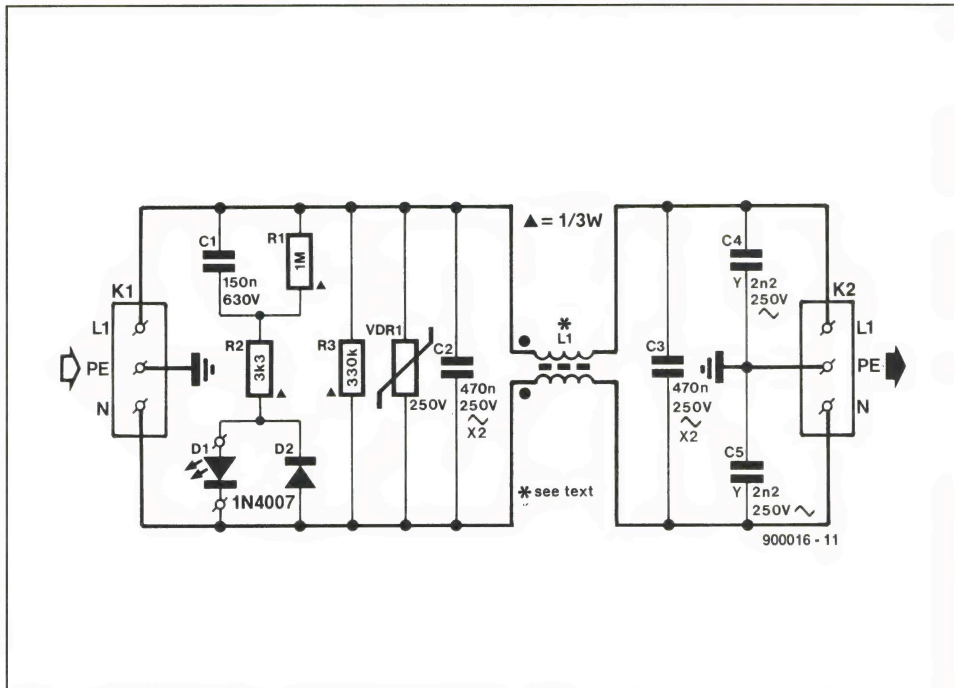 ▲ = 1/3W
C1
150n
630V
R1
1M
▲
K1
L1
PE
N
R2
3k3
▲
D1
D2
1N4007
R3
330k
▲
VDR1
250V
C2
470n
250V
~
X2
*
L1
* see text
C3
470n
250V
~
X2
C4
Y 2n2
250V
~
C5
Y 2n2
250V ~
K2
L1
PE
N
900016 - 11